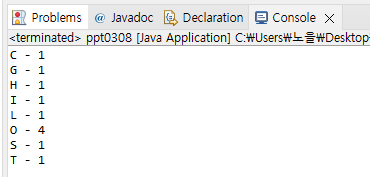 Problems @ Javadoc Declaration Console
<terminated> ppt0308 [Java Application] C:₩Users₩노을₩Desktop
C - 1
G - 1
H - 1
I - 1
L - 1
O - 4
S - 1
T - 1